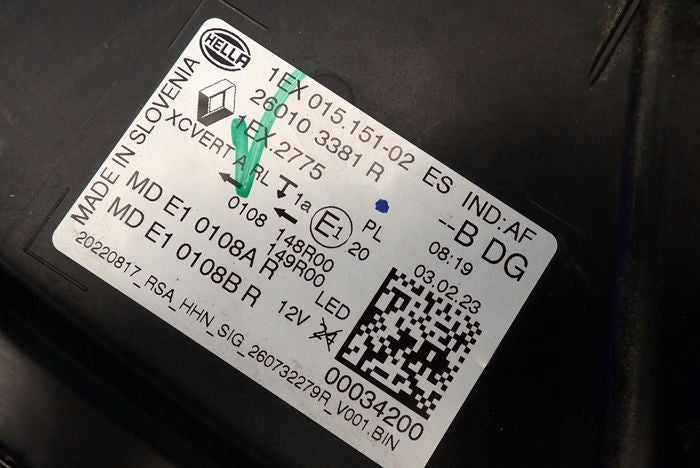 HELLA
1EX 015.151-02 ES IND:AF
26010 3381 R
1EX 2775
--B DG
XCVERT A RL 1a PL
08:19
0108
E1 20
03.02.23
148R00
149R00
MADE IN SLOVENIA
MD E1 0108A R
LED
MD E1 0108B R 12V
00034200
20220817_RSA_HHN_SIG_260732279R_V001.BIN